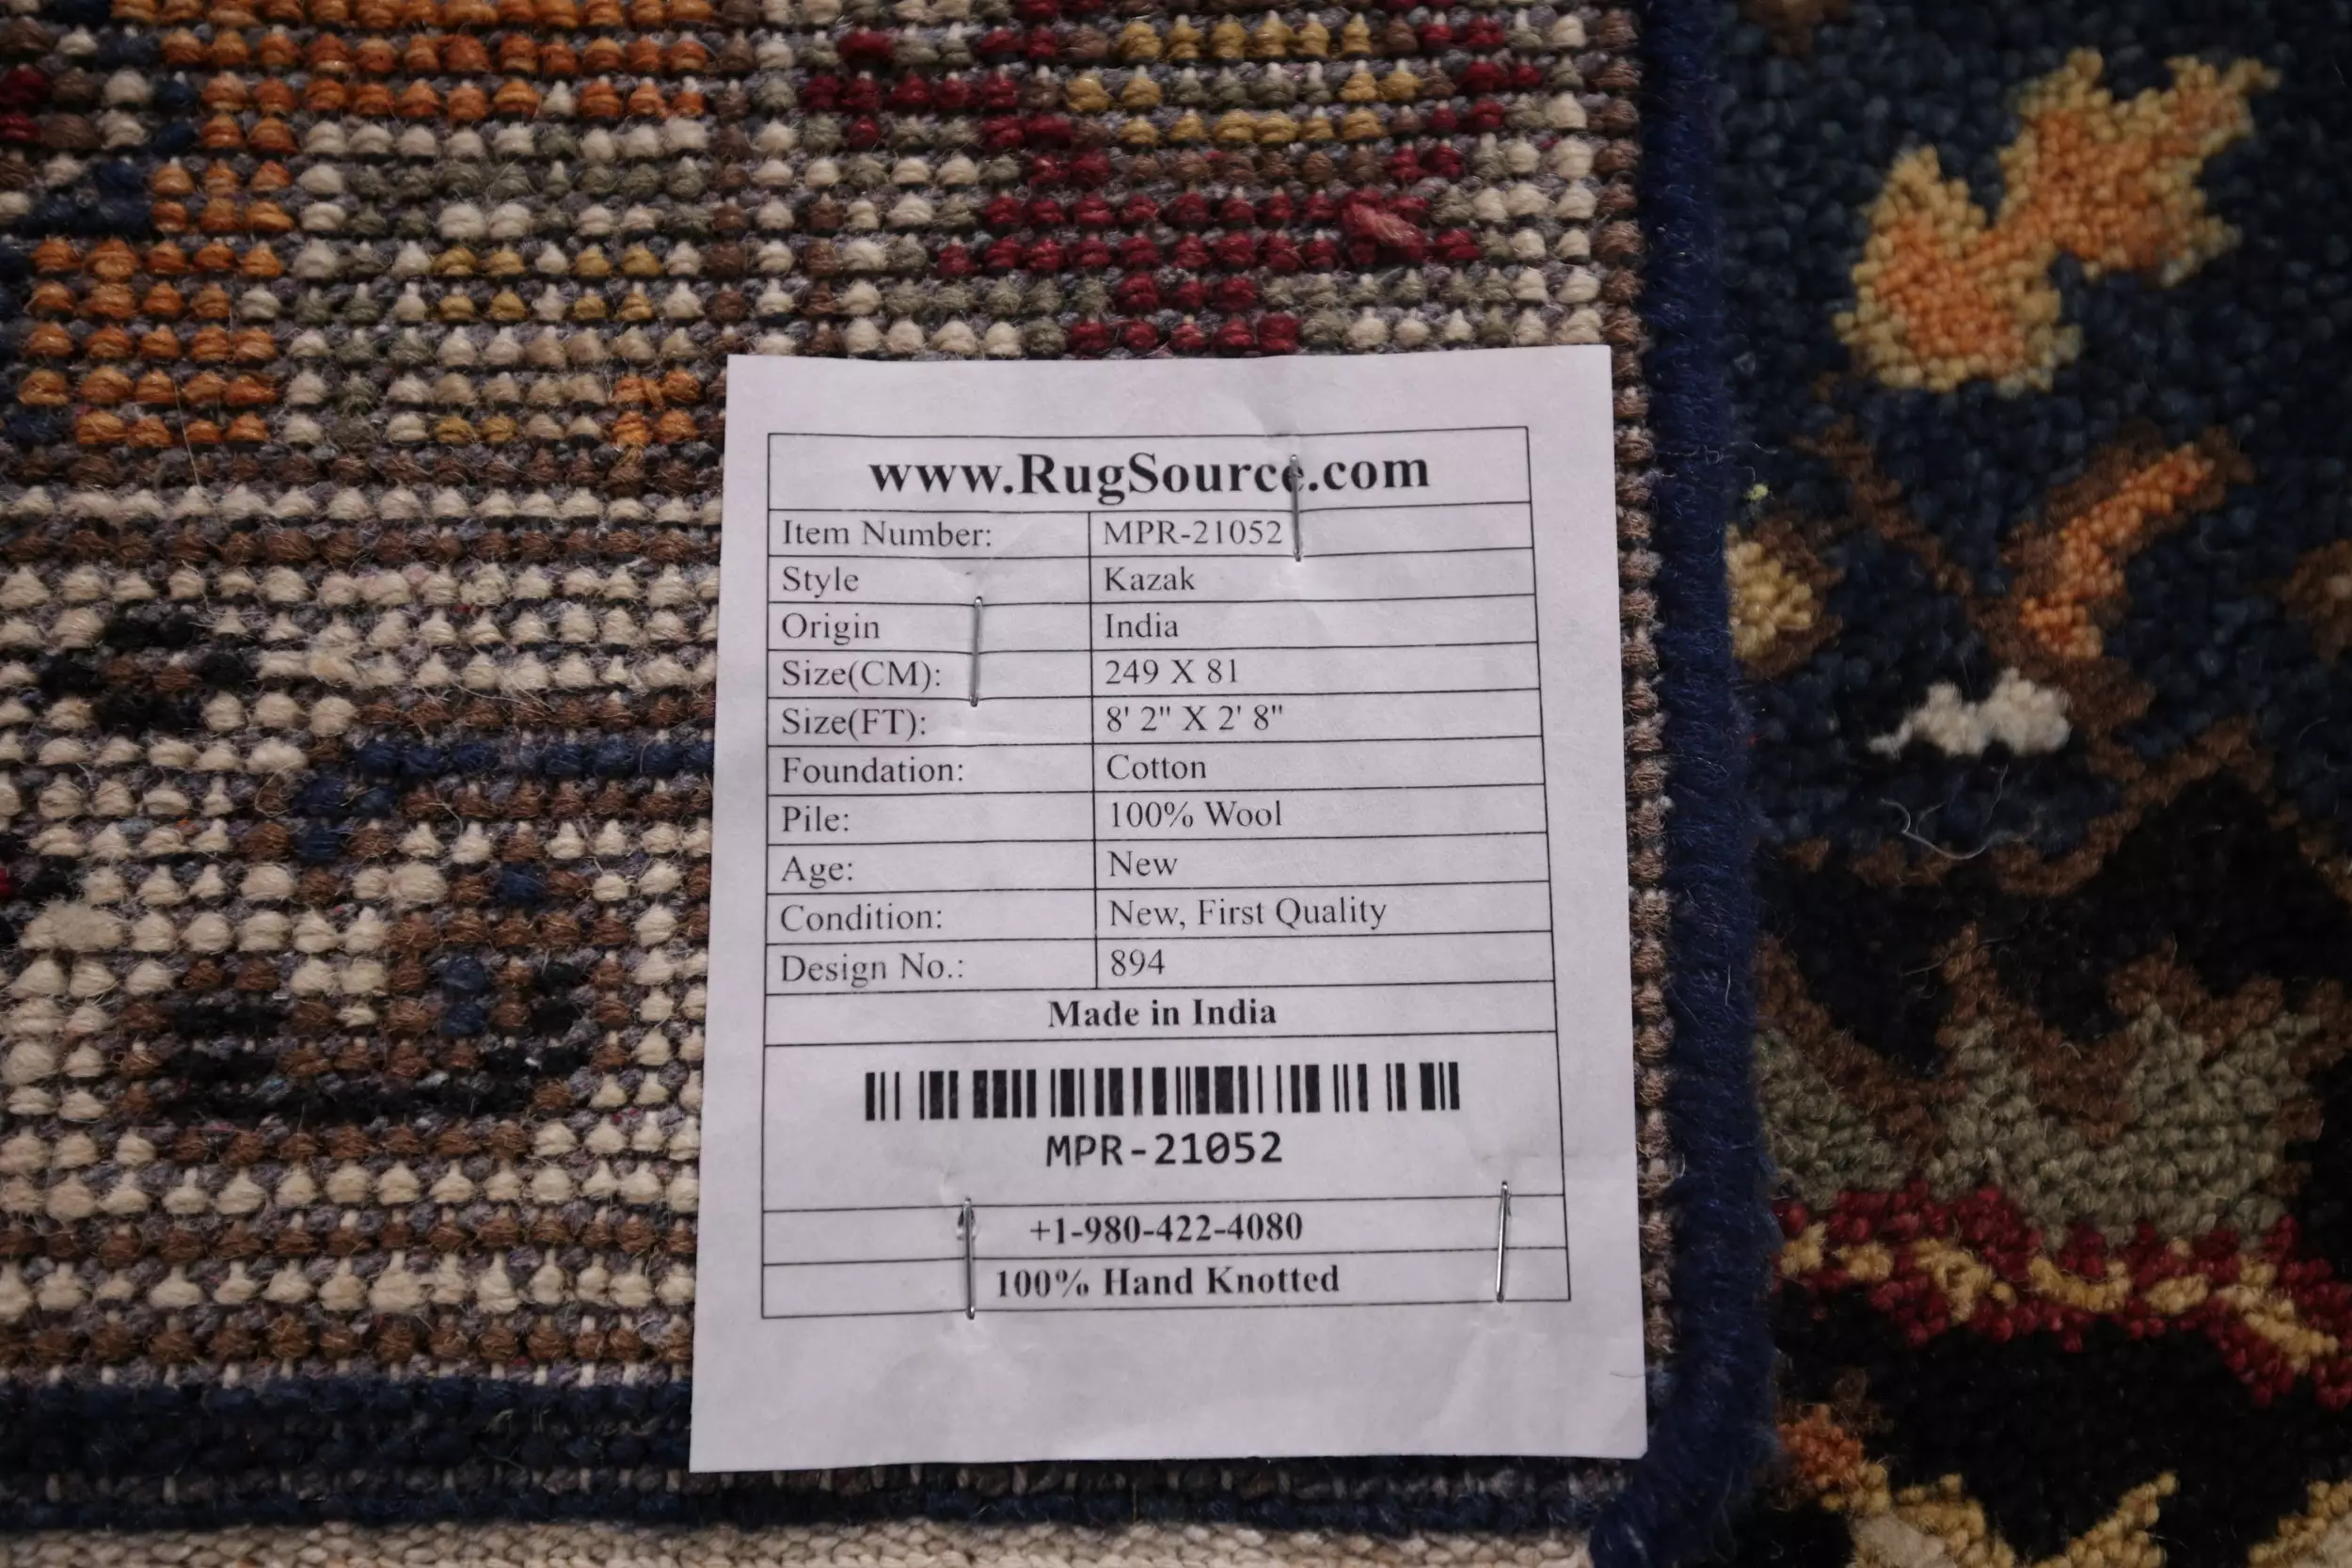 www.RugSource.com
Item Number: MPR-21052
Style Kazak
Origin India
Size(CM): 249 X 81
Size(FT): 8' 2" X 2' 8"
Foundation: Cotton
Pile: 100% Wool
Age: New
Condition: New, First Quality
Design No.: 894
Made in India
MPR-21052
+1-980-422-4080
100% Hand Knotted